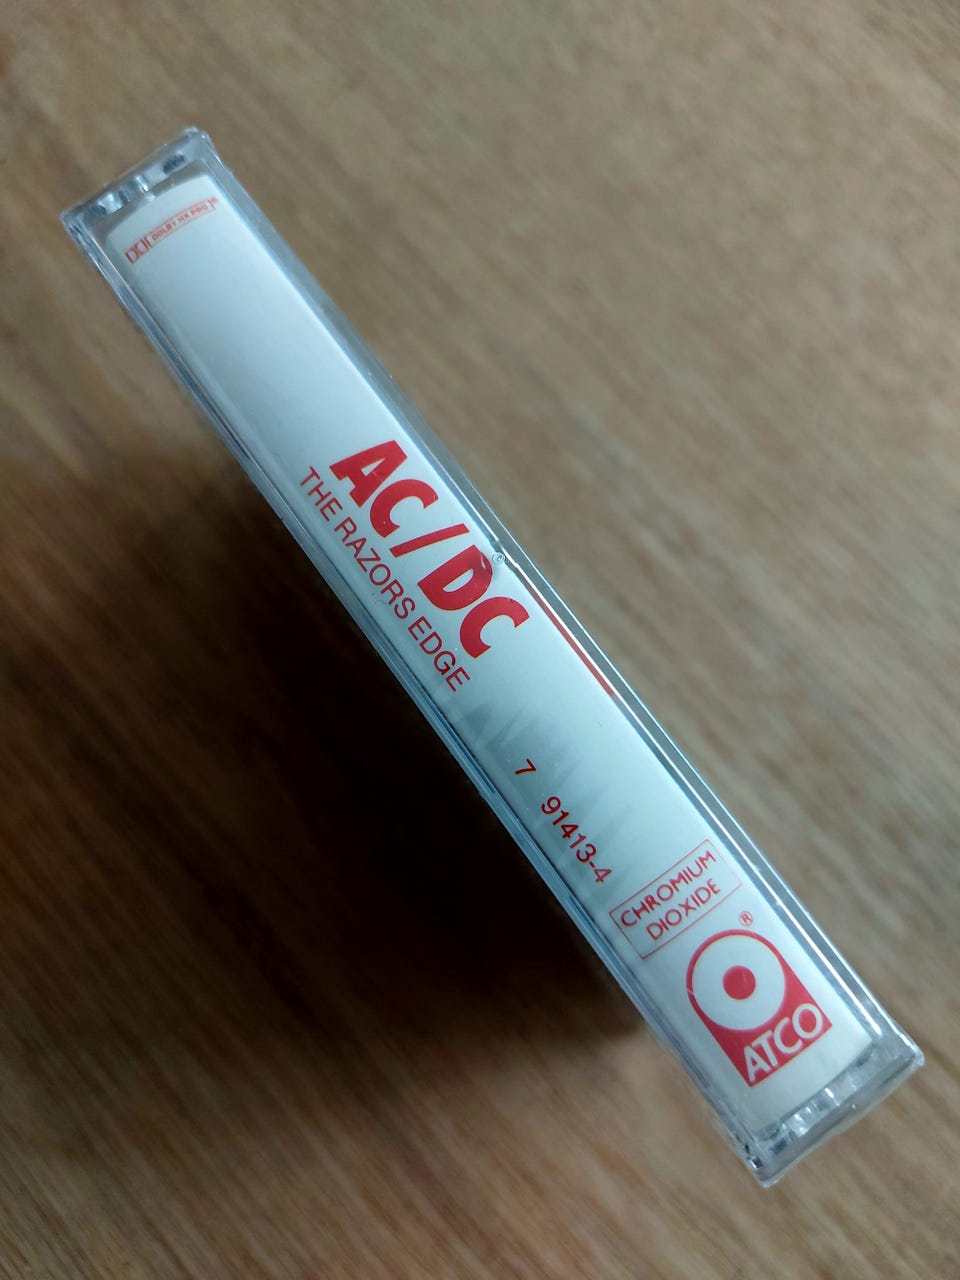 DOLBY HX PRO
AC/DC®
THE RAZORS EDGE
7 91413-4
CHROMIUM
DIOXIDE
®
ATCO